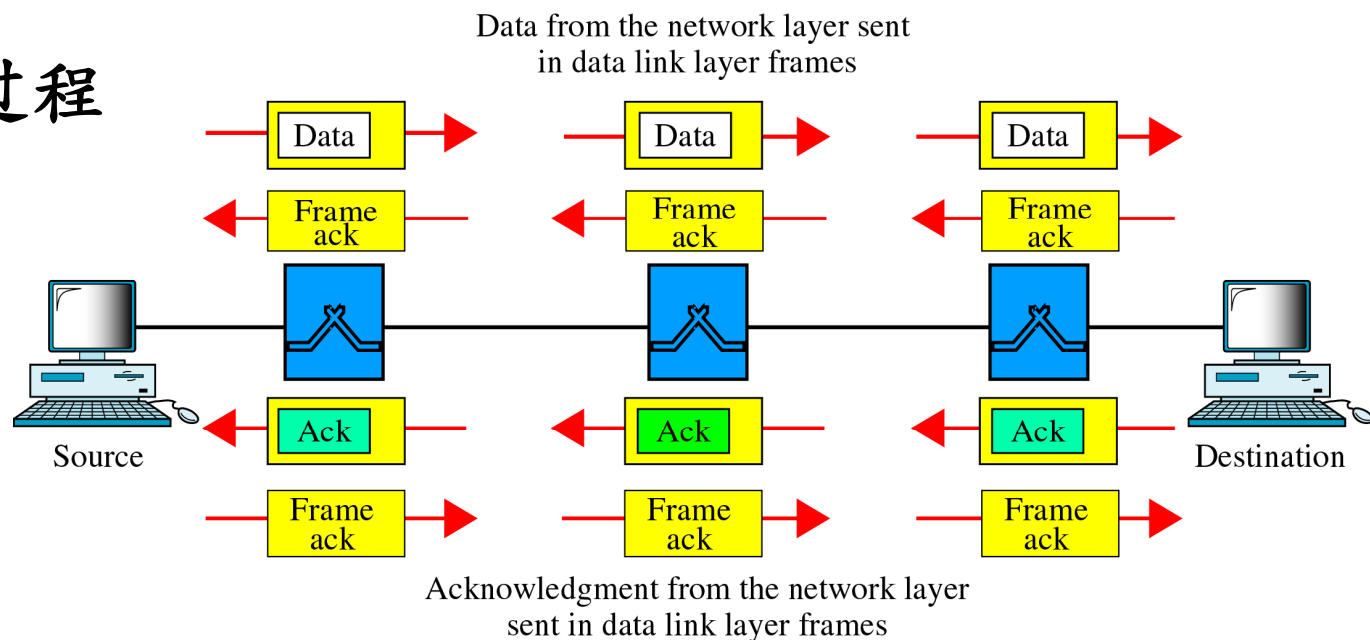 Data from the network layer sent
in data link layer frames
过程
Data Data Data
Frame Frame Frame
ack ack ack
Ack Ack Ack
Source Destination
Frame Frame Frame
ack ack ack
Acknowledgment from the network layer
sent in data link layer frames